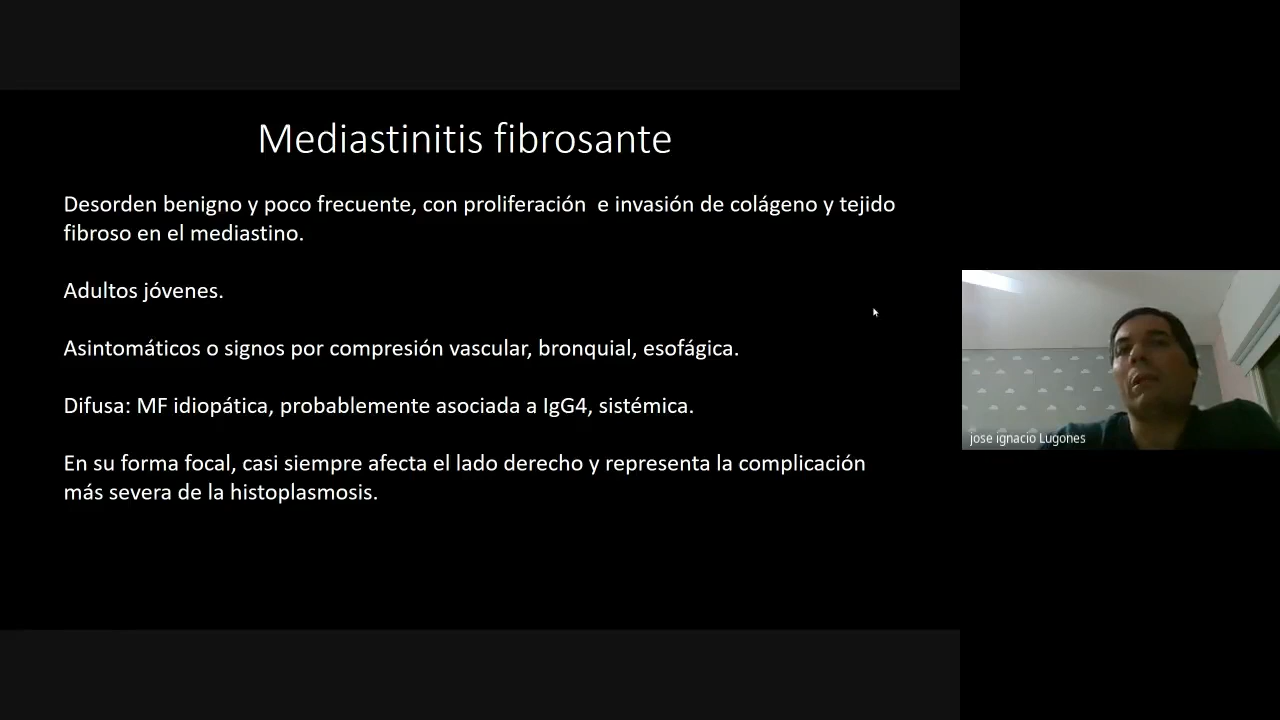 Mediastinitis fibrosante
Desorden benigno y poco frecuente, con proliferación e invasión de colágeno y tejido
fibroso en el mediastino.
Adultos jóvenes.
Asintomáticos o signos por compresión vascular, bronquial, esofágica.
Difusa: MF idiopática, probablemente asociada a IgG4, sistémica.
En su forma focal, casi siempre afecta el lado derecho y representa la complicación
más severa de la histoplasmosis.
jose ignacio Lugones